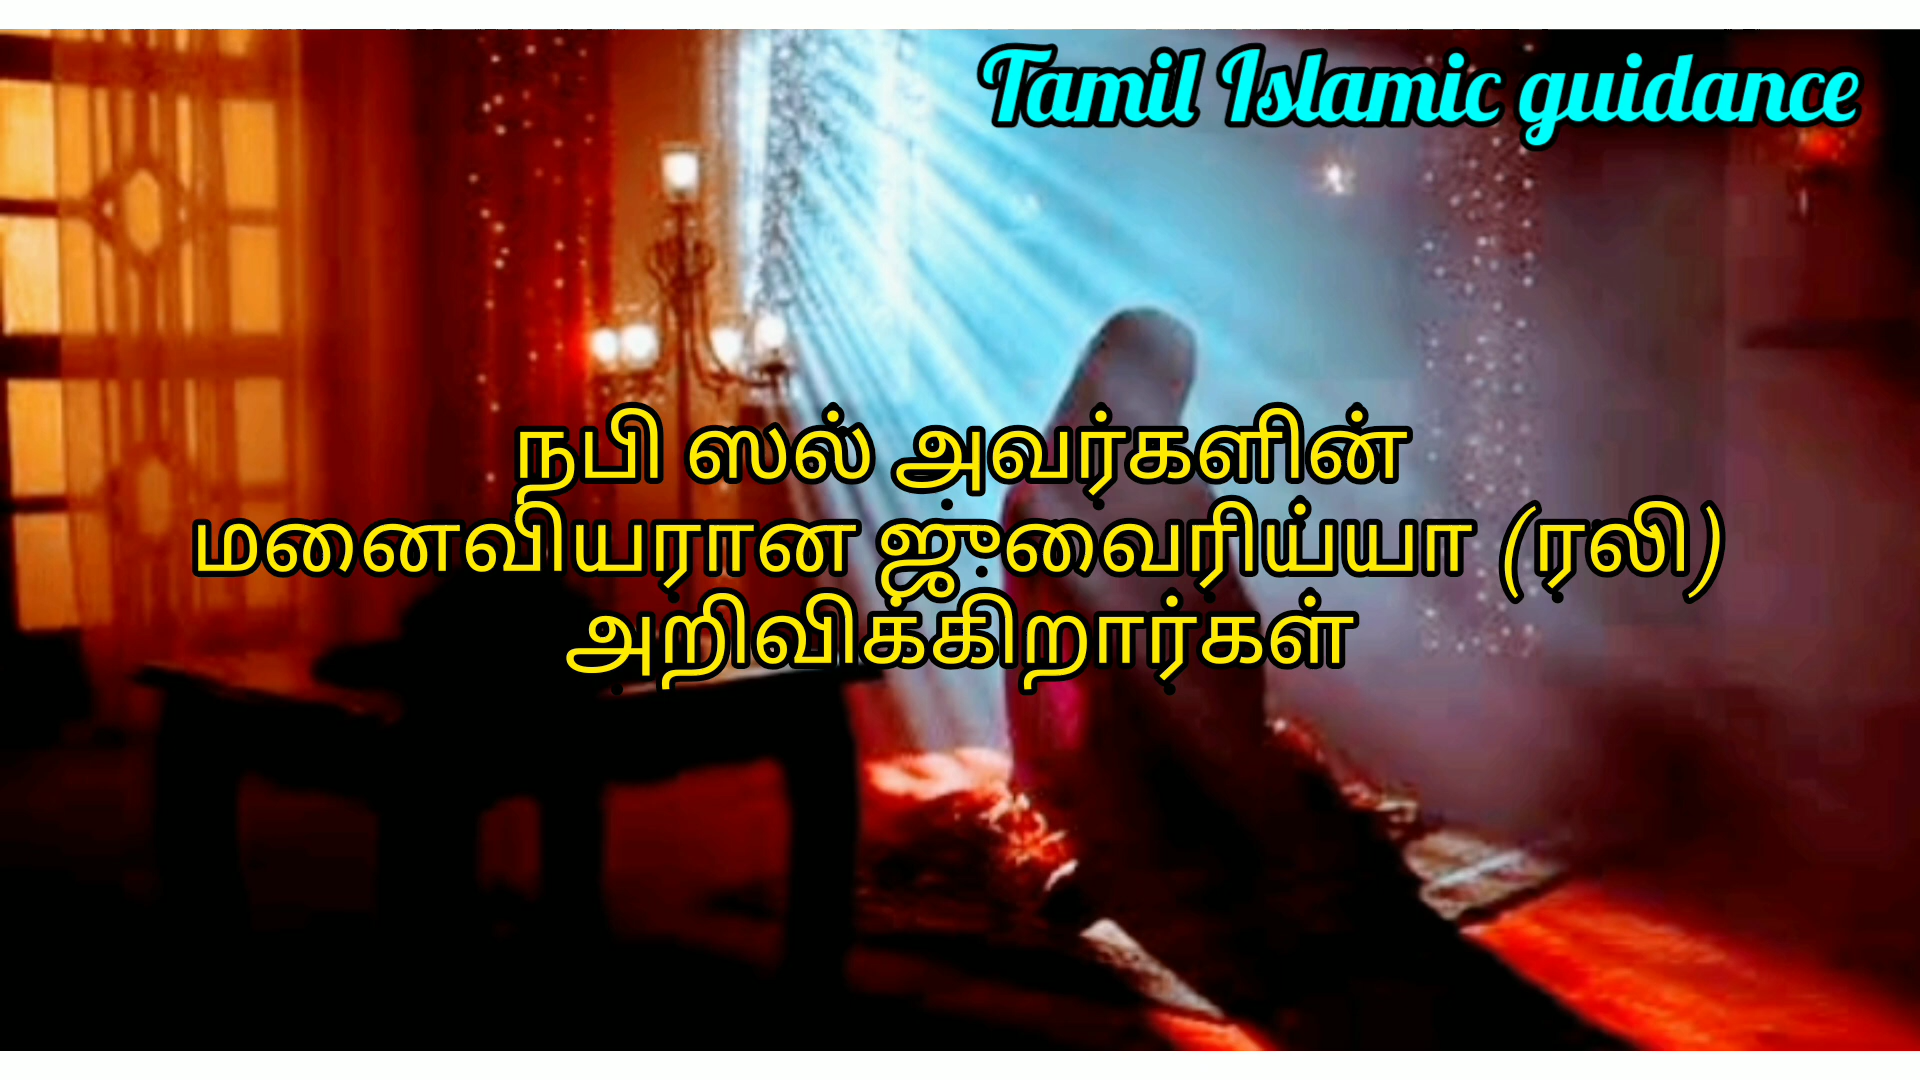 Tamil Islamic guidance
நபி ஸல் அவர்களின்
மனைவியரான ஜுவைரிய்யா (ரலி)
அறிவிக்கிறார்கள்